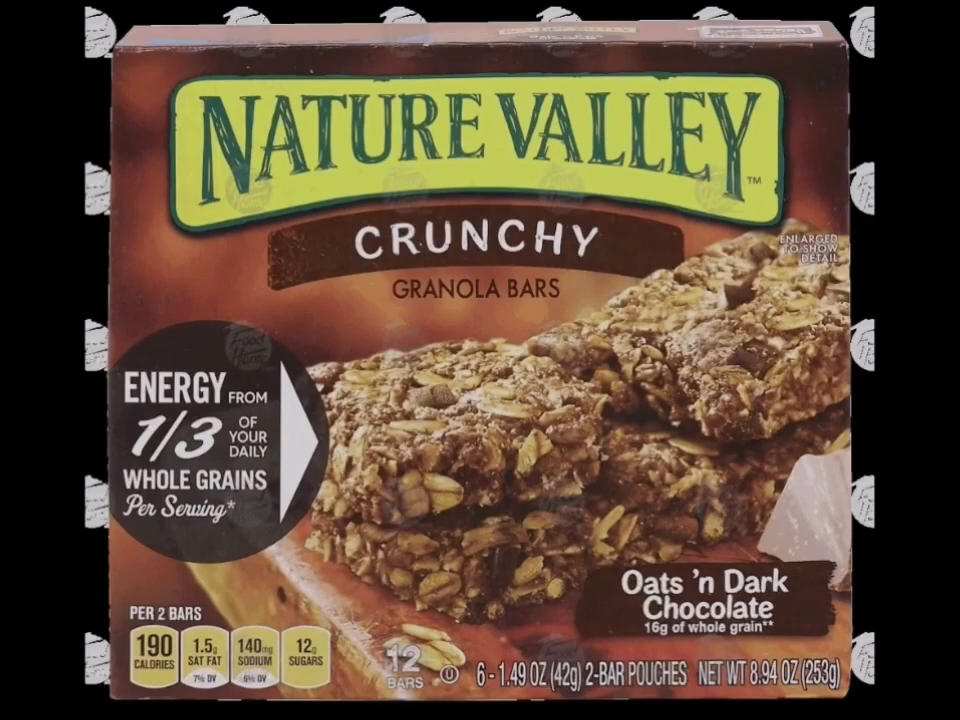 NATURE VALLEY™
CRUNCHY
GRANOLA BARS
ENLARGED
TO SHOW
DETAIL
ENERGY FROM
1/3 OF YOUR DAILY
WHOLE GRAINS
Per Serving*
Oats 'n Dark
Chocolate
16g of whole grain**
PER 2 BARS
190 CALORIES
1.5g SAT FAT 7% DV
140mg SODIUM 6% DV
12g SUGARS
12 BARS
U
6 - 1.49 OZ (42g) 2-BAR POUCHES NET WT 8.94 OZ (253g)